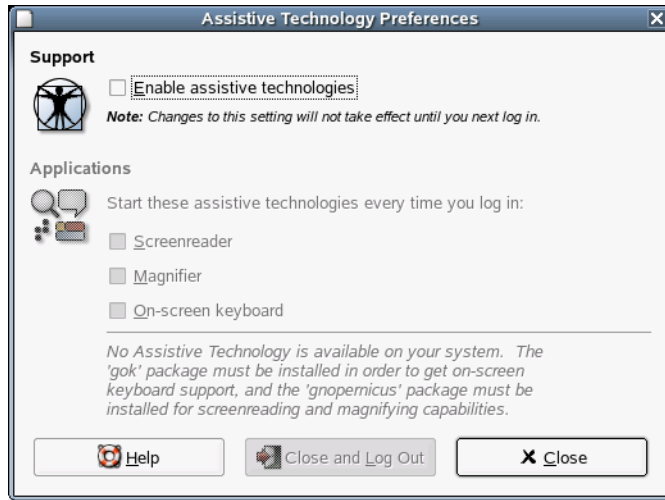 Assistive Technology Preferences
Support
Enable assistive technologies
Note: Changes to this setting will not take effect until you next log in.
Applications
Start these assistive technologies every time you log in:
Screenreader
Magnifier
On-screen keyboard
No Assistive Technology is available on your system. The
'gok' package must be installed in order to get on-screen
keyboard support, and the 'gnopernicus' package must be
installed for screenreading and magnifying capabilities.
Help
Close and Log Out
Close